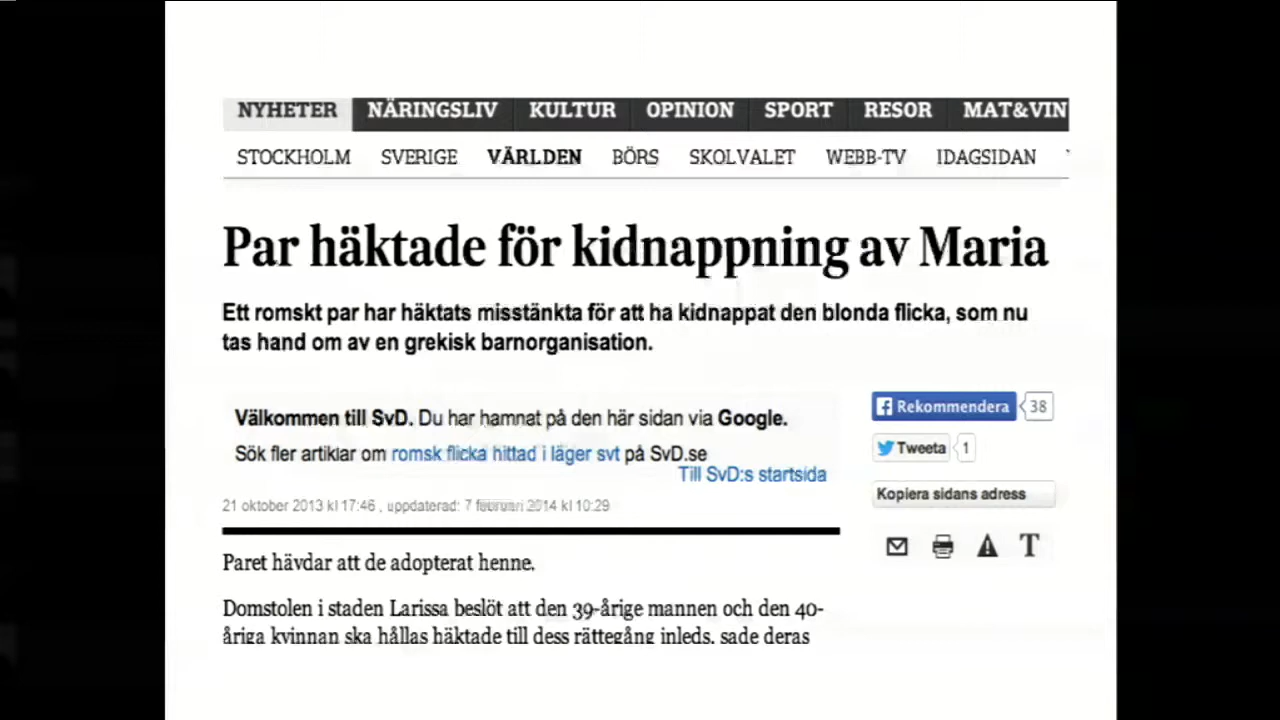 NYHETER NÄRINGSLIV KULTUR OPINION SPORT RESOR MAT&VIN
STOCKHOLM SVERIGE VÄRLDEN BÖRS SKOLVALET WEBB-TV IDAGSIDAN
Par häktade för kidnappning av Maria
Ett romskt par har häktats misstänkta för att ha kidnappat den blonda flicka, som nu
tas hand om av en grekisk barnorganisation.
Välkommen till SvD. Du har hamnat på den här sidan via Google.
Sök fler artiklar om romsk flicka hittad i läger svt på SvD.se
Till SvD:s startsida
21 oktober 2013 kl 17:46 , uppdaterad: 7 februari 2014 kl 10:29
Rekommendera 38
Tweeta 1
Kopiera sidans adress
T
Paret hävdar att de adopterat henne.
Domstolen i staden Larissa beslöt att den 39-årige mannen och den 40-
åriga kvinnan ska hållas häktade till dess rättegång inleds, sade deras